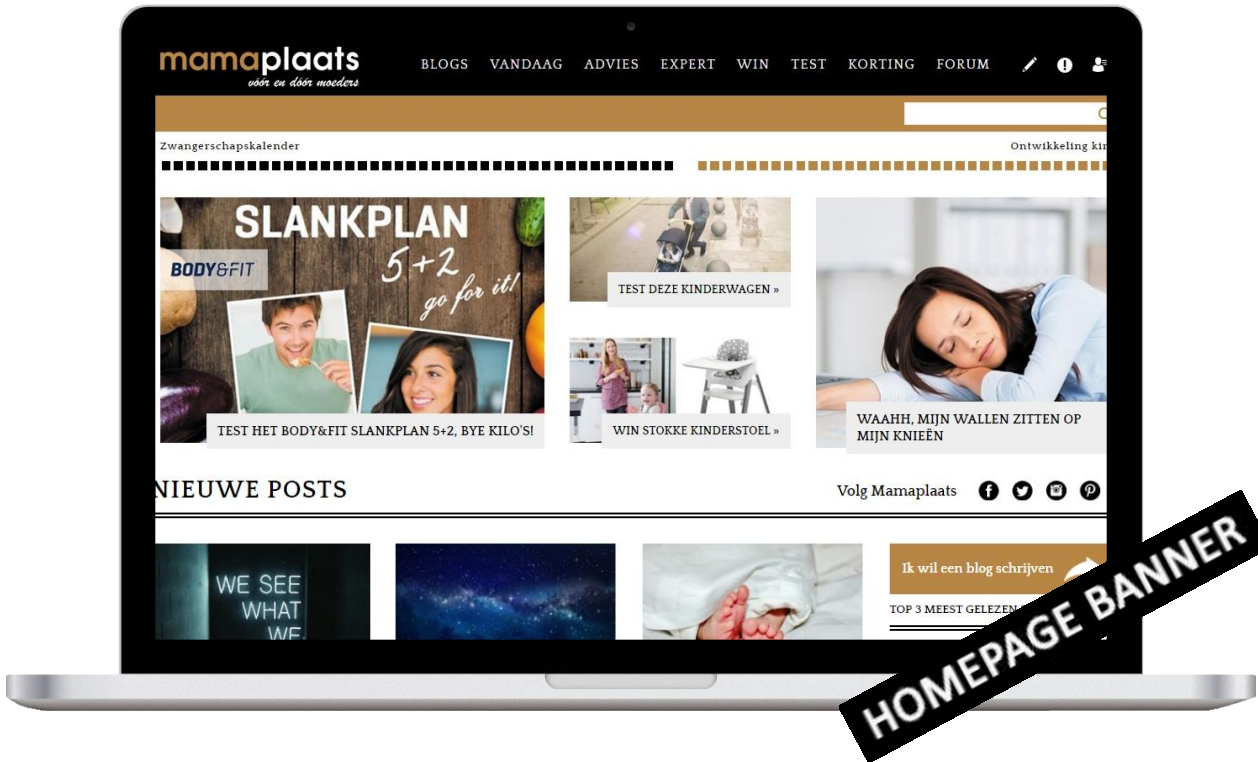 mamaplaats
vóór en dóór moeders
BLOGS VANDAAG ADVIES EXPERT WIN TEST KORTING FORUM
Zwangerschapskalender
Ontwikkeling
SLANKPLAN
5+2
go for it!
BODY&FIT
TEST HET BODY&FIT SLANKPLAN 5+2, BYE KILO'S!
TEST DEZE KINDERWAGEN »
WIN STOKKE KINDERSTOEL »
WAAHH, MIJN WALLEN ZITTEN OP
MIJN KNIEËN
NIEUWE POSTS
Volg Mamaplaats
WE SEE
WHAT
WE
Ik wil een blog schrijven
TOP 3 MEEST GELEZEN
HOMEPAGE BANNER